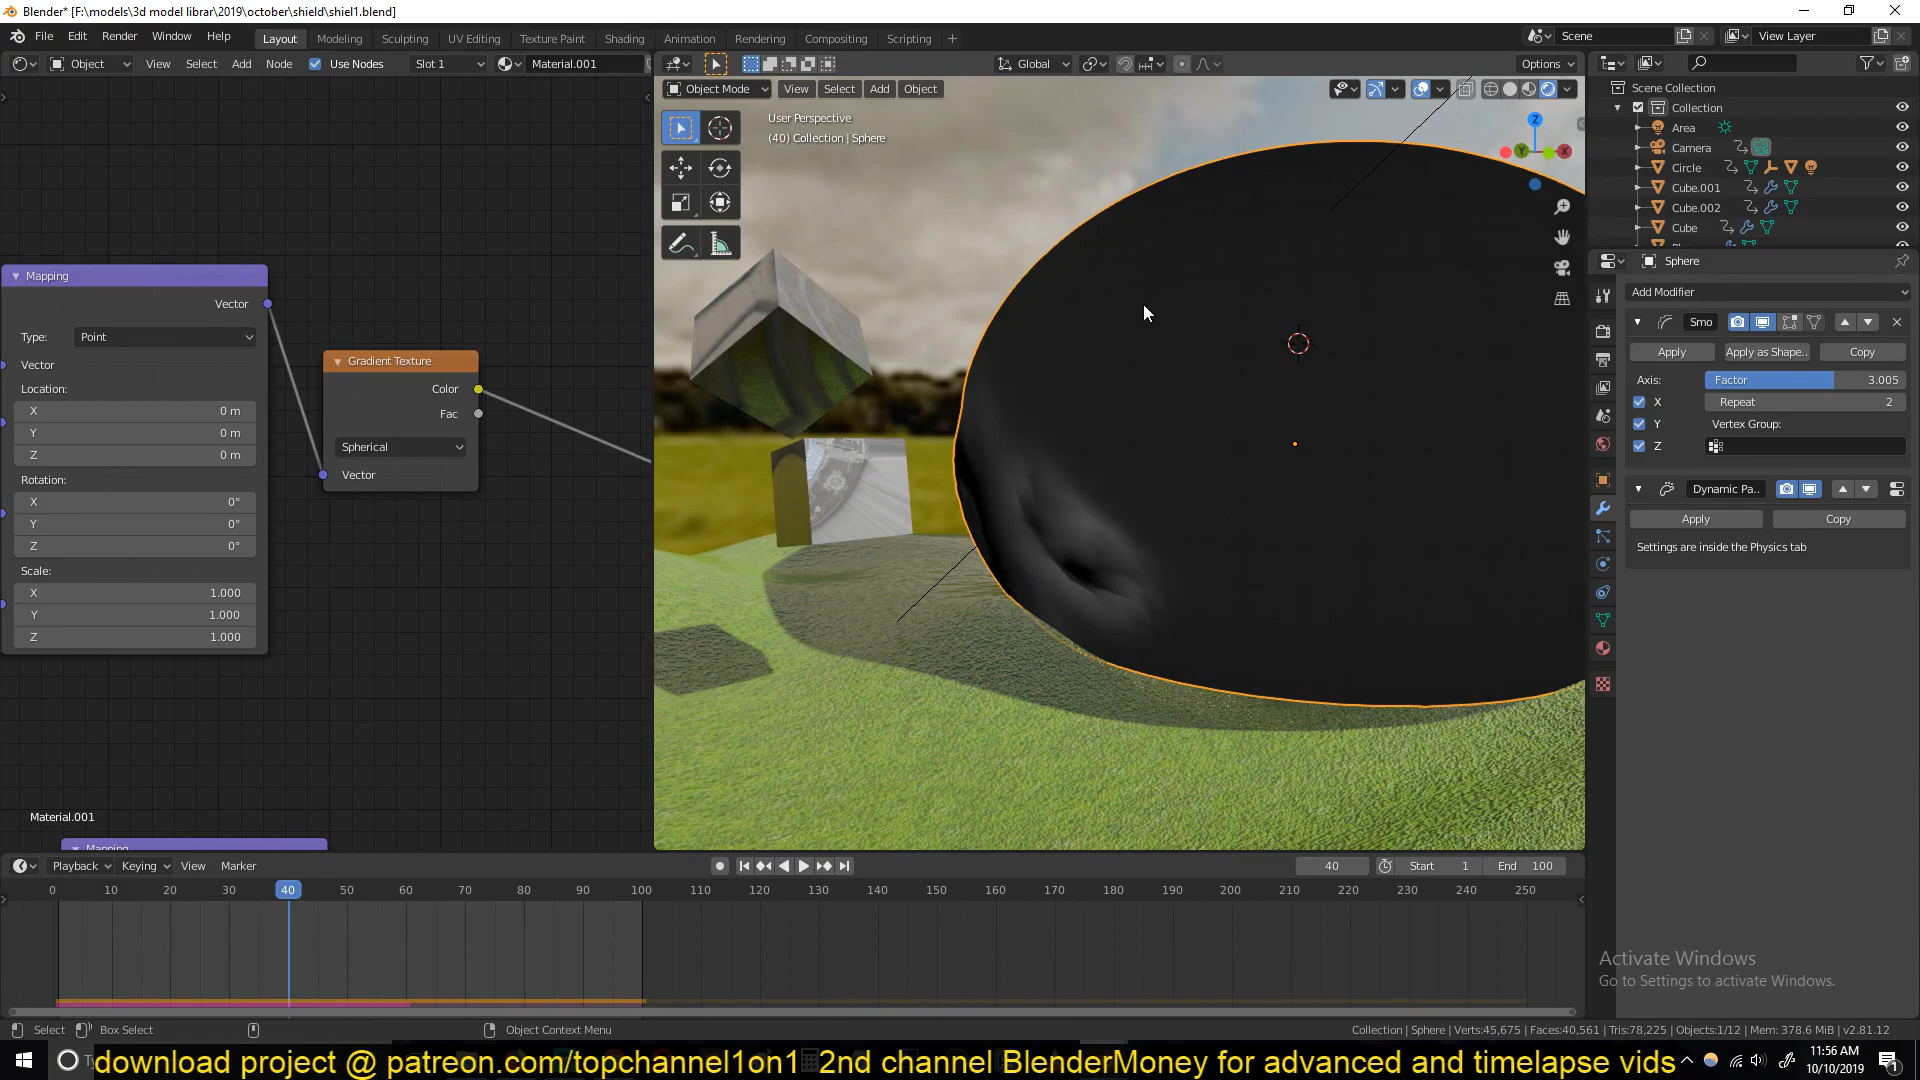 Blender* [F:\models\3d model librar\2019\october\shield\shiel1.blend]
File Edit Render Window Help Layout Modeling Sculpting UV Editing Texture Paint Shading Animation Rendering Compositing Scripting + Scene View Layer
Object View Select Add Node Use Nodes Slot 1 Material.001 Global Options
Object Mode View Select Add Object
User Perspective
(40) Collection | Sphere
Z
Y X
Scene Collection
Collection
Area
Camera
Circle
Cube.001
Cube.002
Cube
Sphere
Add Modifier
Smo
Apply Apply as Shape.. Copy
Axis: Factor 3.005
X Repeat 2
Y Vertex Group:
Z
Dynamic Pa..
Apply Copy
Settings are inside the Physics tab
Mapping
Vector
Type: Point
Vector
Location:
X 0 m
Y 0 m
Z 0 m
Rotation:
X 0°
Y 0°
Z 0°
Scale:
X 1.000
Y 1.000
Z 1.000
Gradient Texture
Color
Fac
Spherical
Vector
Material.001
Mapping
Playback Keying View Marker 40 Start 1 End 100
0 10 20 30 40 50 60 70 80 90 100 110 120 130 140 150 160 170 180 190 200 210 220 230 240 250
Activate Windows
Go to Settings to activate Windows.
Select Box Select Object Context Menu Collection | Sphere | Verts:45,675 | Faces:40,561 | Tris:78,225 | Objects:1/12 | Mem: 378.6 MiB | v2.81.12
download project @ patreon.com/topchannel1on1 2nd channel BlenderMoney for advanced and timelapse vids
11:56 AM
10/10/2019
1